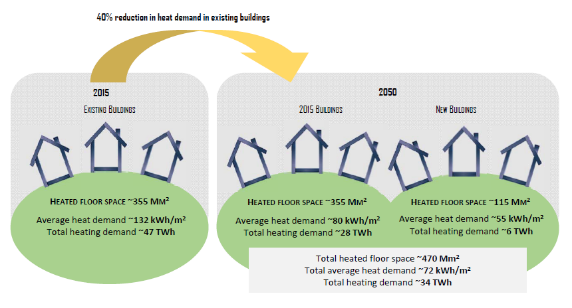 40% reduction in heat demand in existing buildings
2015
Existing Buildings
Heated floor space ~355 Mm²
Average heat demand ~132 kWh/m²
Total heating demand ~47 TWh
2050
2015 Buildings
Heated floor space ~355 Mm²
Average heat demand ~80 kWh/m²
Total heating demand ~28 TWh
New Buildings
Heated floor space ~115 Mm²
Average heat demand ~55 kWh/m²
Total heating demand ~6 TWh
Total heated floor space ~470 Mm²
Total average heat demand ~72 kWh/m²
Total heating demand ~34 TWh